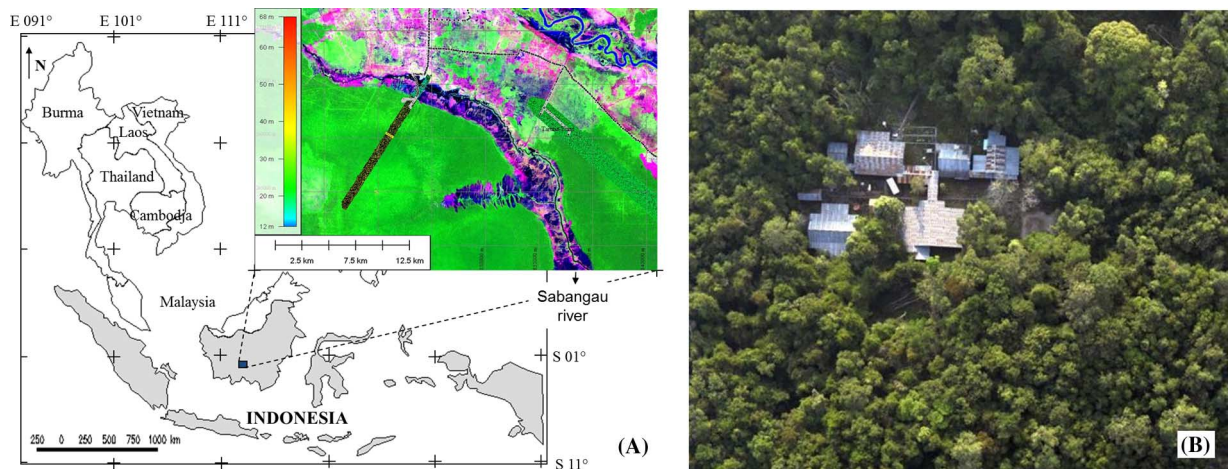 E 091° E 101° E 111°
N
68 m
60 m
50 m
40 m
30 m
20 m
12 m
Burma
Vietnam
Laos
Thailand
Cambodja
2.5 km 7.5 km 12.5 km
Malaysia
Sabangau
river
S 01°
INDONESIA
250 0 250 500 1000 km
(A)
S 11°
(B)